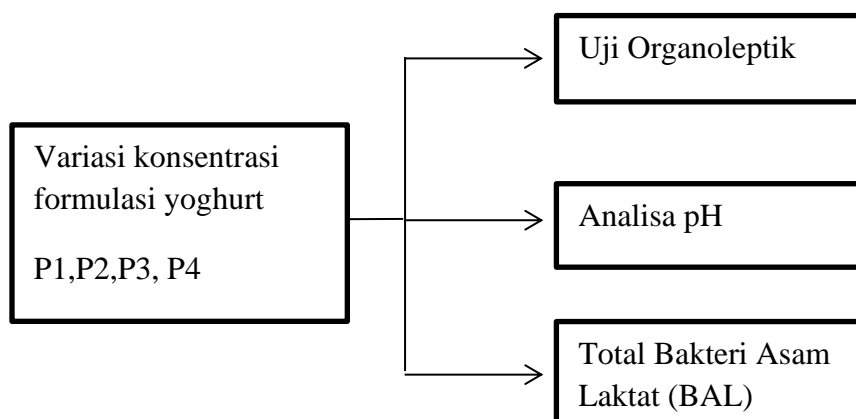 Variasi konsentrasi
formulasi yoghurt
P1,P2,P3, P4
Uji Organoleptik
Analisa pH
Total Bakteri Asam
Laktat (BAL)